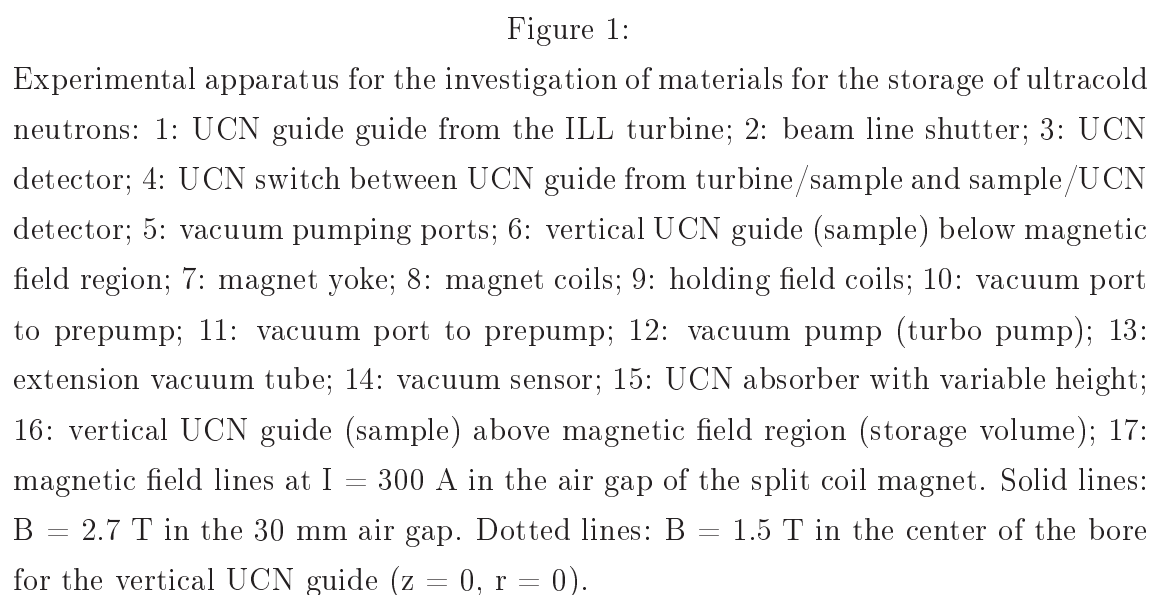 Figure 1:
Experimental apparatus for the investigation of materials for the storage of ultracold
neutrons: 1: UCN guide guide from the ILL turbine; 2: beam line shutter; 3: UCN
detector; 4: UCN switch between UCN guide from turbine/sample and sample/UCN
detector; 5: vacuum pumping ports; 6: vertical UCN guide (sample) below magnetic
field region; 7: magnet yoke; 8: magnet coils; 9: holding field coils; 10: vacuum port
to prepump; 11: vacuum port to prepump; 12: vacuum pump (turbo pump); 13:
extension vacuum tube; 14: vacuum sensor; 15: UCN absorber with variable height;
16: vertical UCN guide (sample) above magnetic field region (storage volume); 17:
magnetic field lines at I = 300 A in the air gap of the split coil magnet. Solid lines:
B = 2.7 T in the 30 mm air gap. Dotted lines: B = 1.5 T in the center of the bore
for the vertical UCN guide (z = 0, r = 0).